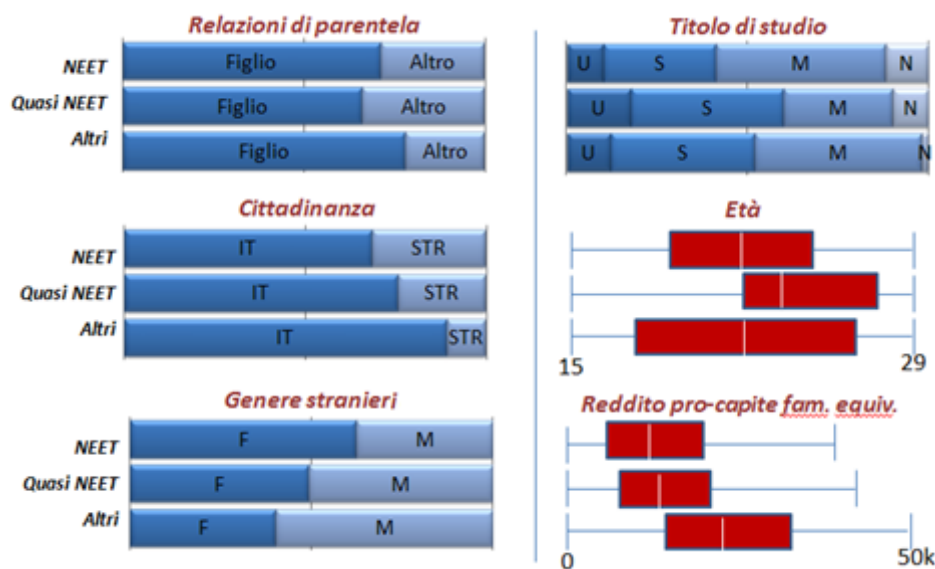 Relazioni di parentela
NEET Figlio Altro
Quasi NEET Figlio Altro
Altri Figlio Altro
Cittadinanza
NEET IT STR
Quasi NEET IT STR
Altri IT STR
Genere stranieri
NEET F M
Quasi NEET F M
Altri F M
Titolo di studio
U S M N
U S M N
U S M N
Età
15 29
Reddito pro-capite fam. equiv.
0 50k